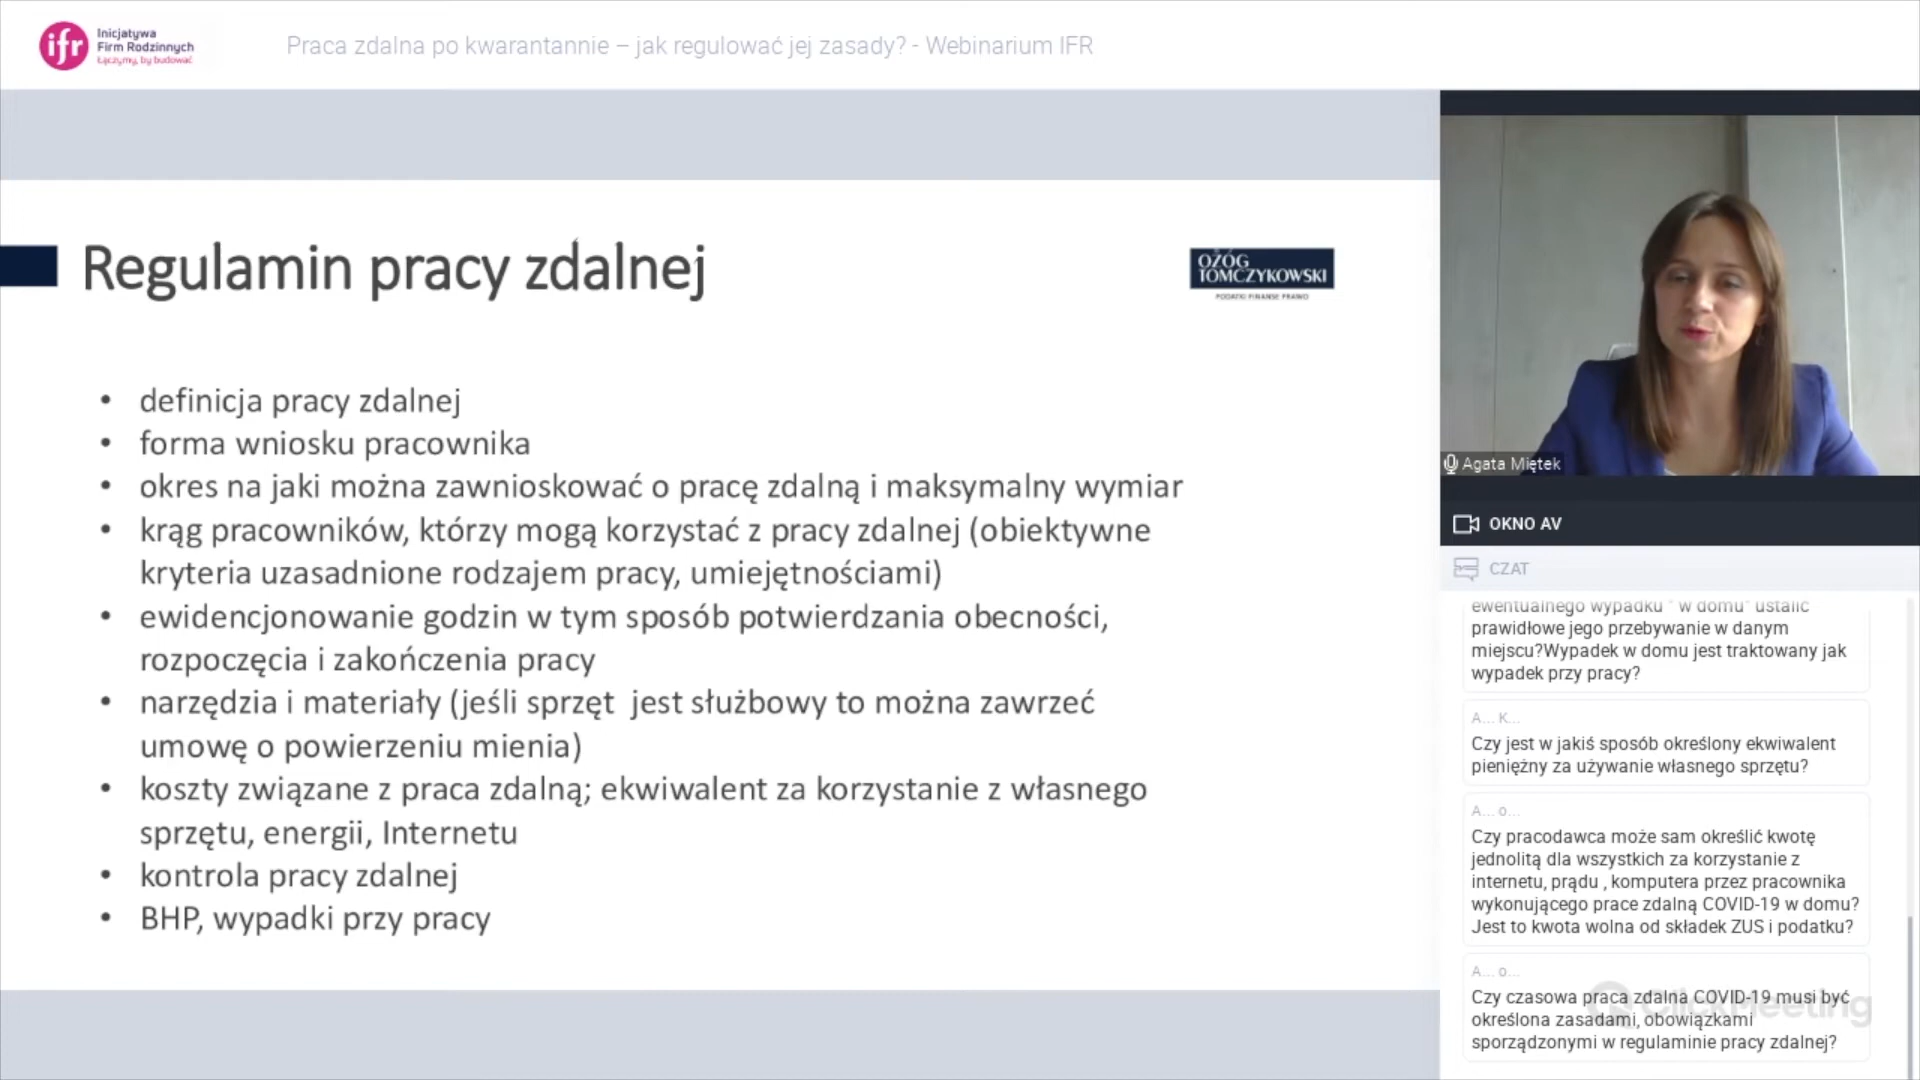 ifr
Inicjatywa
Firm Rodzinnych
Łączymy, by budować
Praca zdalna po kwarantannie – jak regulować jej zasady? - Webinarium IFR
Regulamin pracy zdalnej
OŻÓG
TOMCZYKOWSKI
PODATKI FINANSE PRAWO
• definicja pracy zdalnej
• forma wniosku pracownika
• okres na jaki można zawnioskować o pracę zdalną i maksymalny wymiar
• krąg pracowników, którzy mogą korzystać z pracy zdalnej (obiektywne
kryteria uzasadnione rodzajem pracy, umiejętnościami)
• ewidencjonowanie godzin w tym sposób potwierdzania obecności,
rozpoczęcia i zakończenia pracy
• narzędzia i materiały (jeśli sprzęt jest służbowy to można zawrzeć
umowę o powierzeniu mienia)
• koszty związane z praca zdalną; ekwiwalent za korzystanie z własnego
sprzętu, energii, Internetu
• kontrola pracy zdalnej
• BHP, wypadki przy pracy
Agata Miętek
OKNO AV
CZAT
ewentualnego wypadku " w domu" ustalić
prawidłowe jego przebywanie w danym
miejscu?Wypadek w domu jest traktowany jak
wypadek przy pracy?
A... K...
Czy jest w jakiś sposób określony ekwiwalent
pieniężny za używanie własnego sprzętu?
A... o...
Czy pracodawca może sam określić kwotę
jednolitą dla wszystkich za korzystanie z
internetu, prądu , komputera przez pracownika
wykonującego prace zdalną COVID-19 w domu?
Jest to kwota wolna od składek ZUS i podatku?
A... o...
Czy czasowa praca zdalna COVID-19 musi być
określona zasadami, obowiązkami
sporządzonymi w regulaminie pracy zdalnej?
ClickMeeting